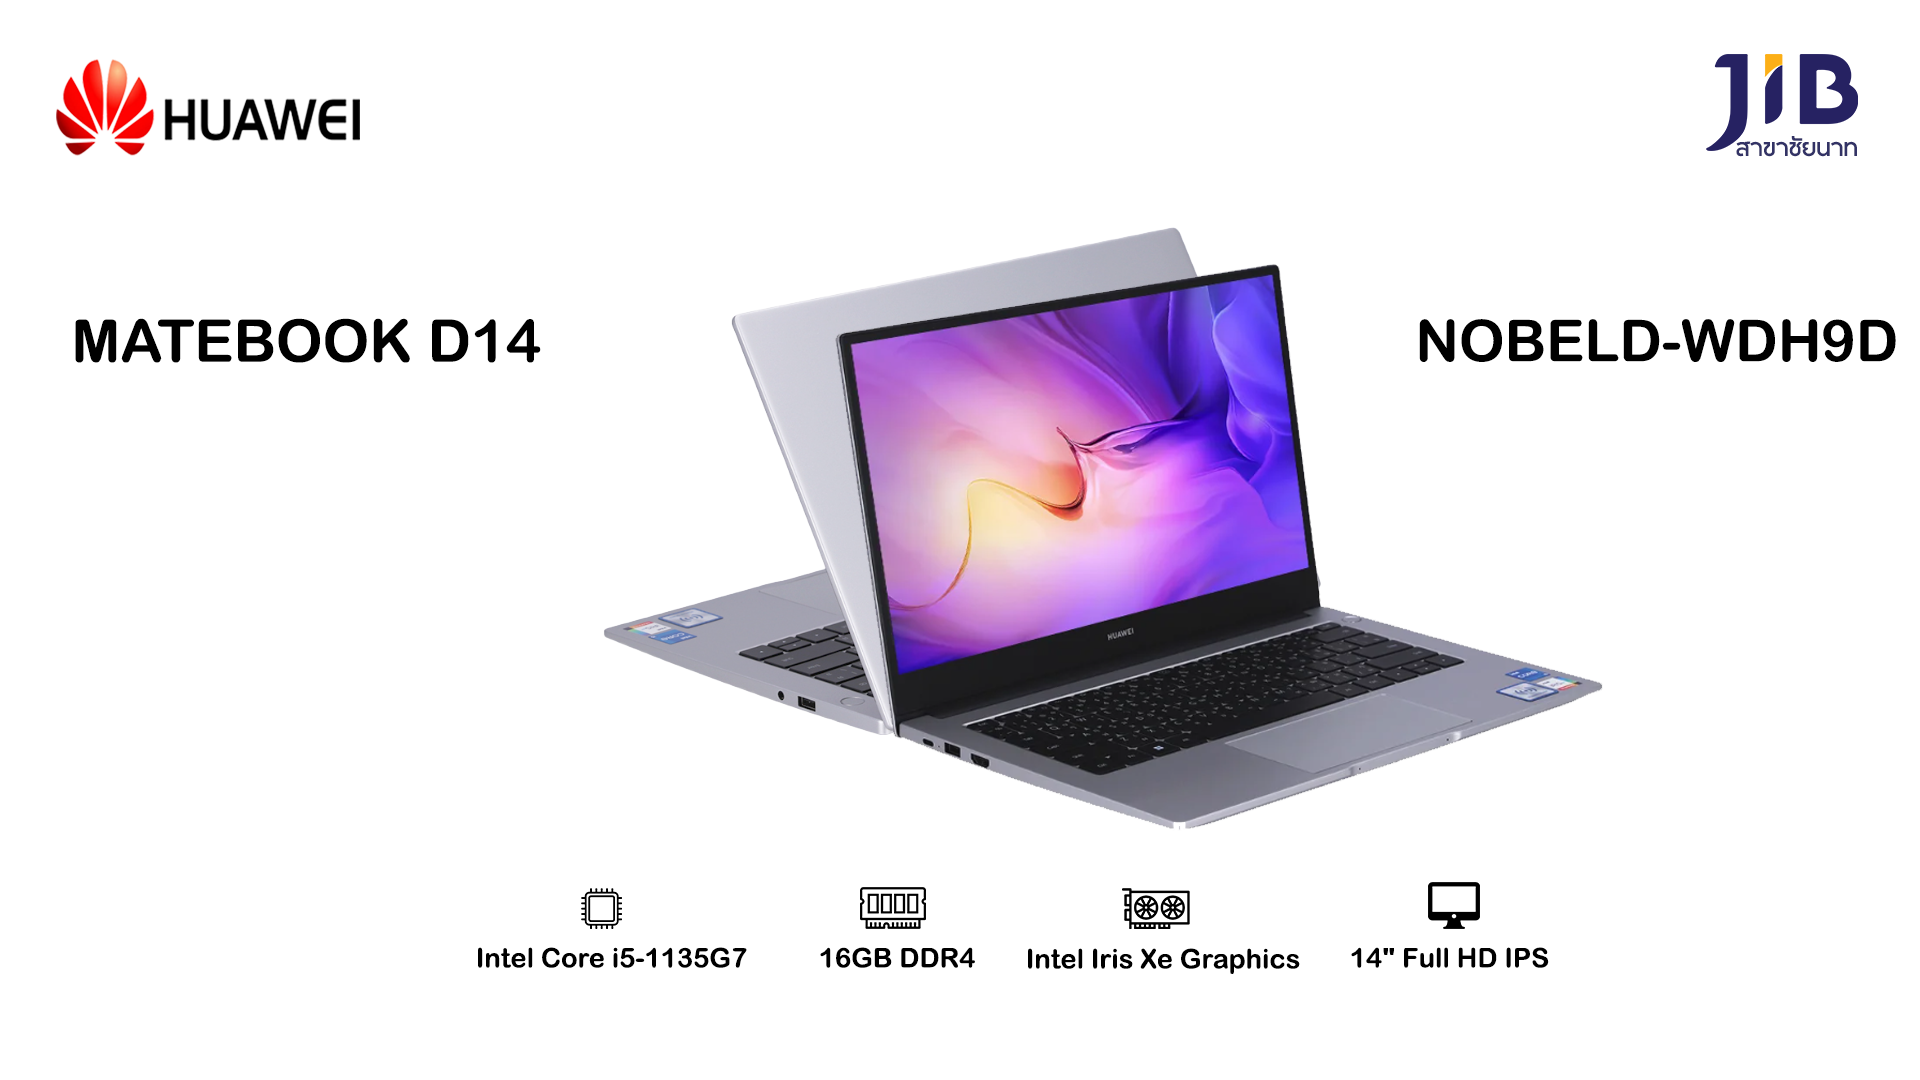 HUAWEI
JIB
สาขาชัยนาท
MATEBOOK D14
NOBELD-WDH9D
HUAWEI
Intel Core i5-1135G7
16GB DDR4
Intel Iris Xe Graphics
14" Full HD IPS